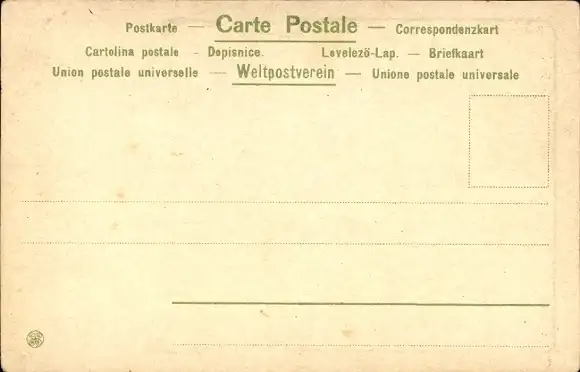 Postkarte — Carte Postale — Correspondenzkart
Cartolina postale - Dopisnice. Levelezö-Lap. — Briefkaart
Union postale universelle — Weltpostverein — Unione postale universale